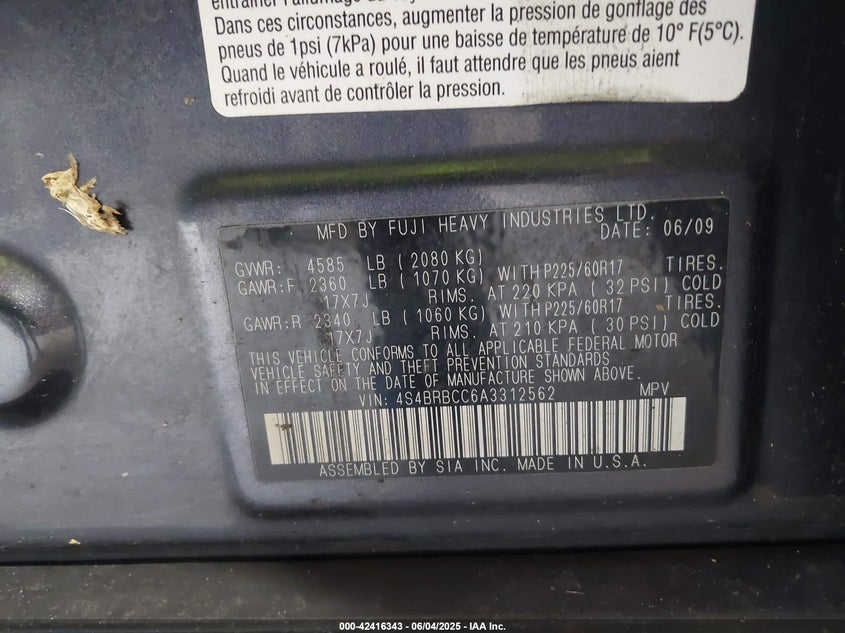 entraîner l'allumage du
Dans ces circonstances, augmenter la pression de gonflage des
pneus de 1psi (7kPa) pour une baisse de température de 10° F(5°C).
Quand le véhicule a roulé, il faut attendre que les pneus aient
refroidi avant de contrôler la pression.
MFD BY FUJI HEAVY INDUSTRIES LTD.
DATE: 06/09
GVWR: 4585 LB ( 2080 KG)
GAWR:F 2360 LB ( 1070 KG) WITH P225/60R17 TIRES.
17X7J RIMS. AT 220 KPA ( 32 PSI) COLD
GAWR:R 2340 LB ( 1060 KG) WITH P225/60R17 TIRES.
17X7J RIMS. AT 210 KPA ( 30 PSI) COLD
THIS VEHICLE CONFORMS TO ALL APPLICABLE FEDERAL MOTOR
VEHICLE SAFETY AND THEFT PREVENTION STANDARDS
IN EFFECT ON THE DATE OF MANUFACTURE SHOWN ABOVE.
VIN: 4S4BRBCC6A3312562 MPV
ASSEMBLED BY SIA INC. MADE IN U.S.A.
000-42416343 - 06/04/2025 - IAA Inc.